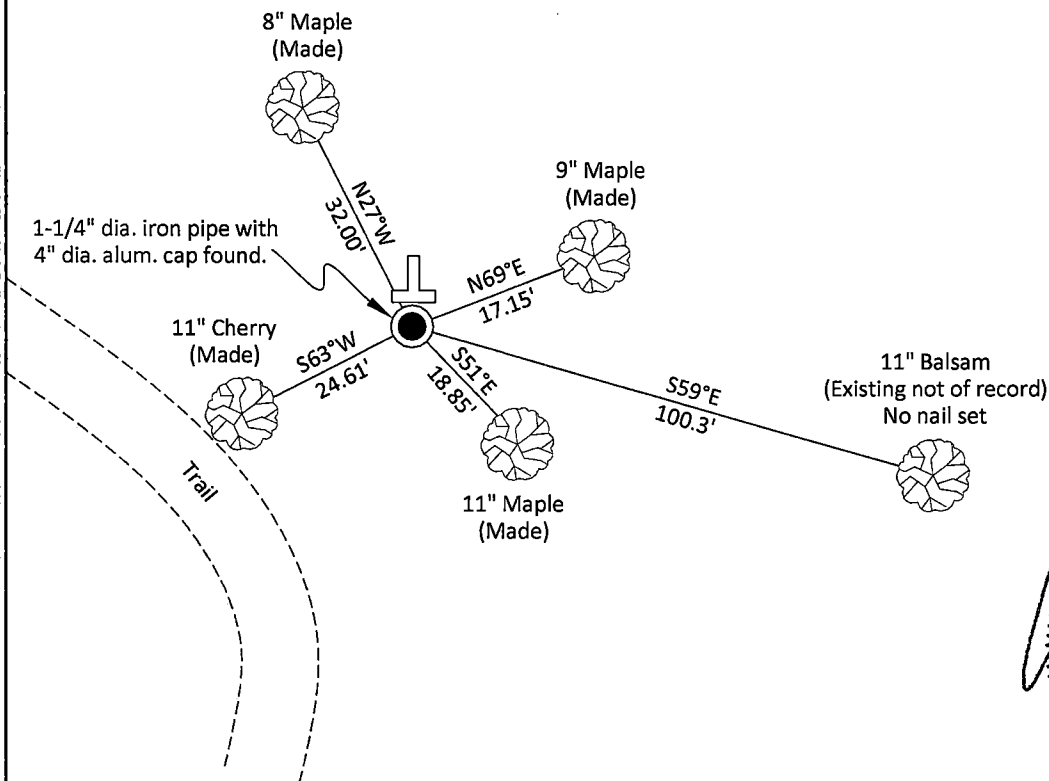 8" Maple
(Made)
9" Maple
(Made)
N27°W
32.00'
1-1/4" dia. iron pipe with
4" dia. alum. cap found.
N69°E
17.15'
11" Cherry
(Made)
S63°W
24.61'
S51°E
18.85'
S59°E
100.3'
11" Balsam
(Existing not of record)
No nail set
Trail
11" Maple
(Made)